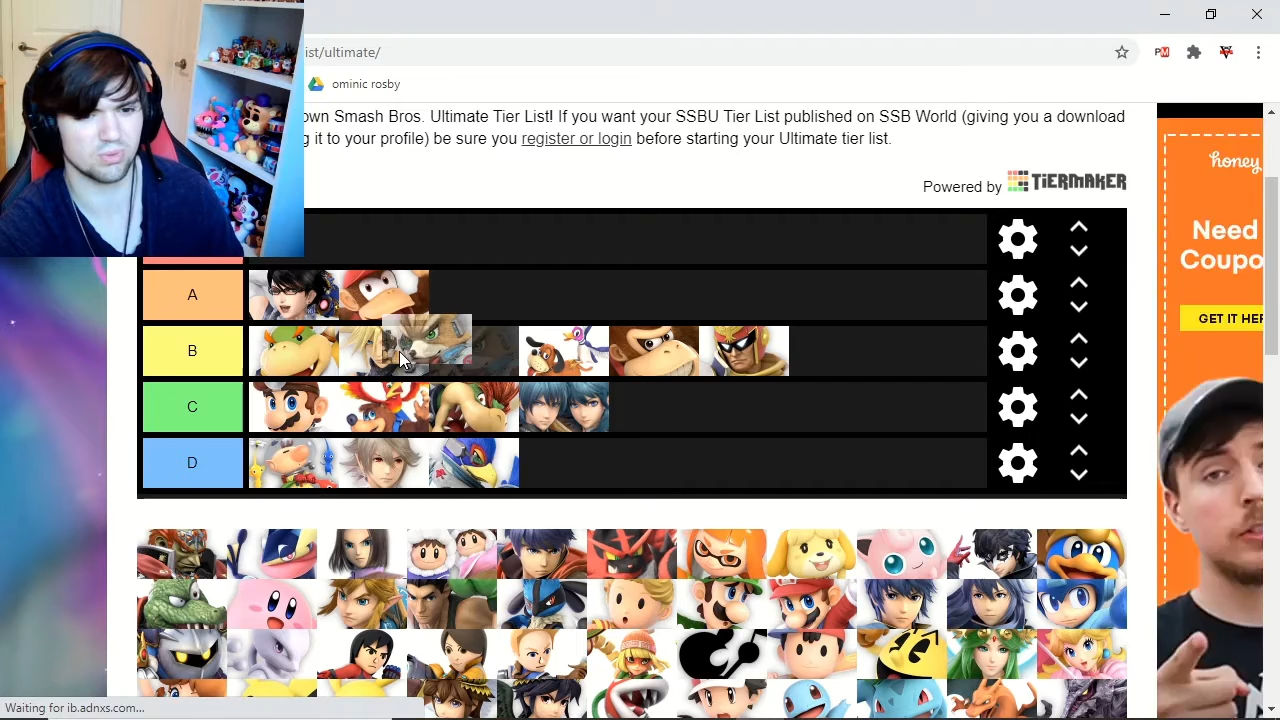 ist/ultimate/
ominic rosby
own Smash Bros. Ultimate Tier List! If you want your SSBU Tier List published on SSB World (giving you a download
g it to your profile) be sure you register or login before starting your Ultimate tier list.
Powered by TIERMAKER
honey
Need
Coupo
GET IT HER
A
B
C
D
Waiting for ib.adnxs.com...